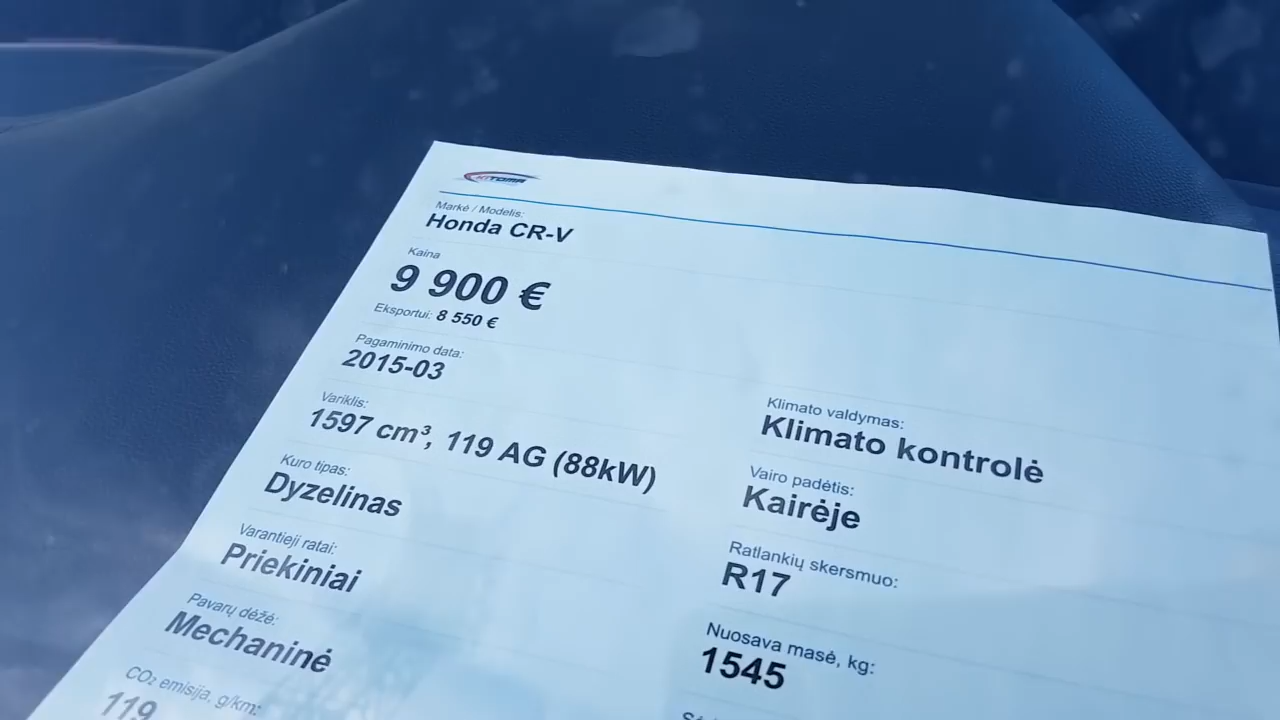 KITOMA
Markė / Modelis:
Honda CR-V
Kaina
9 900 €
Eksportui: 8 550 €
Pagaminimo data:
2015-03
Variklis:
1597 cm³, 119 AG (88kW)
Kuro tipas:
Dyzelinas
Varantieji ratai:
Priekiniai
Pavarų dėžė:
Mechaninė
CO₂ emisija, g/km:
119
Klimato valdymas:
Klimato kontrolė
Vairo padėtis:
Kairėje
Ratlankių skersmuo:
R17
Nuosava masė, kg:
1545